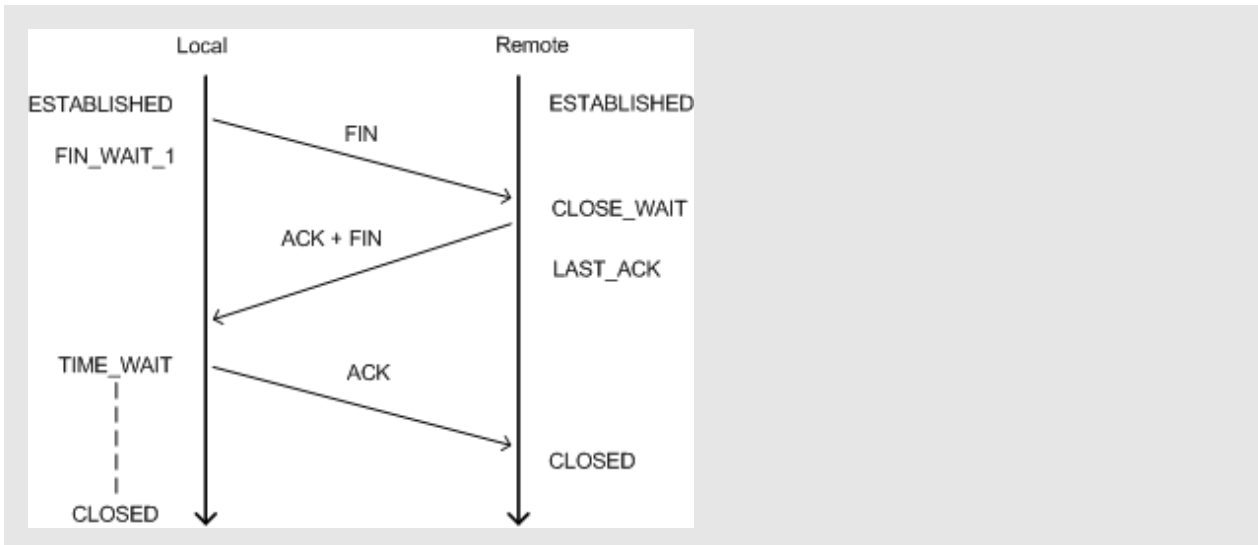 Local
Remote
ESTABLISHED
ESTABLISHED
FIN
FIN_WAIT_1
CLOSE_WAIT
ACK + FIN
LAST_ACK
TIME_WAIT
ACK
CLOSED
CLOSED